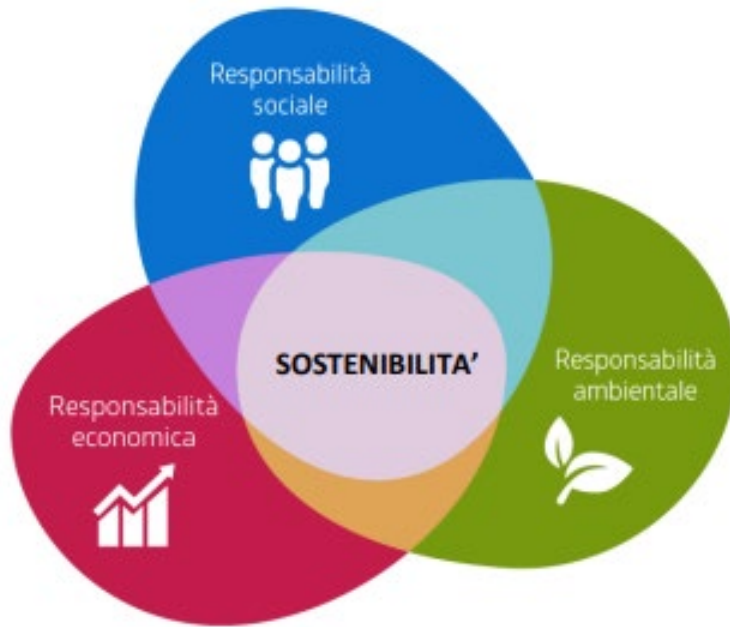 Responsabilità
sociale
SOSTENIBILITA’
Responsabilità
ambientale
Responsabilità
economica